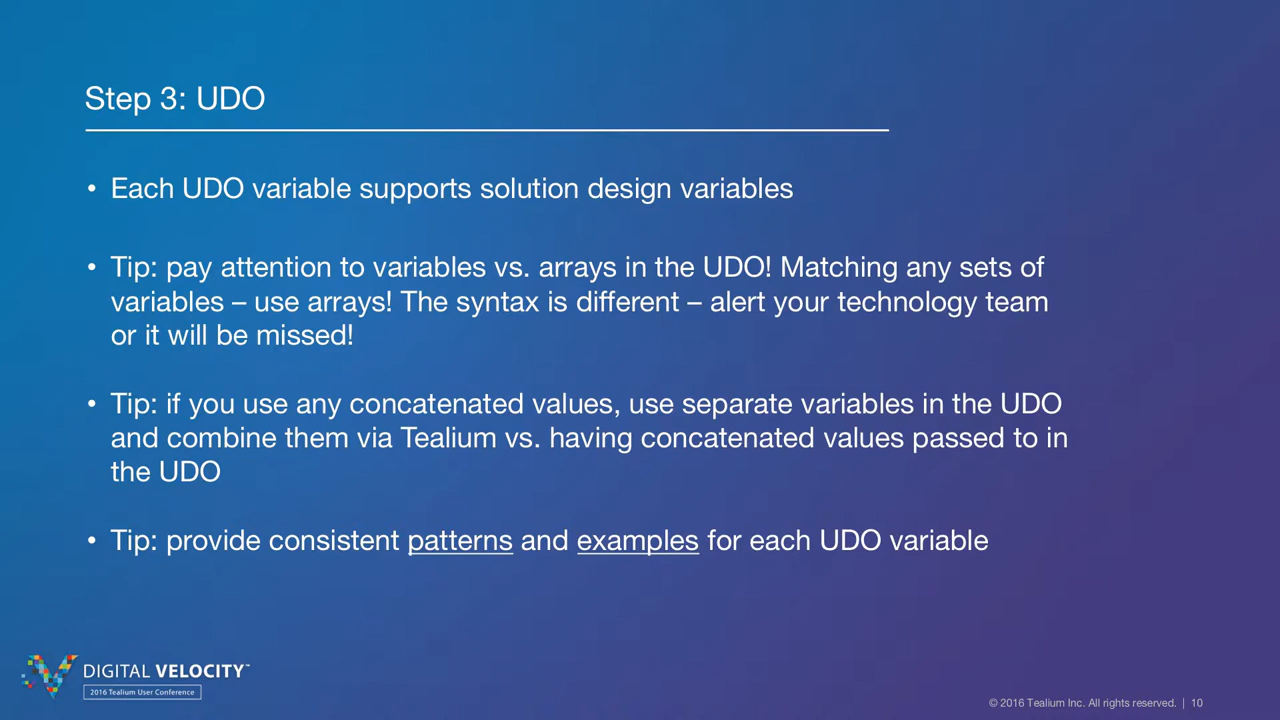 Step 3: UDO
• Each UDO variable supports solution design variables
• Tip: pay attention to variables vs. arrays in the UDO! Matching any sets of
variables – use arrays! The syntax is different – alert your technology team
or it will be missed!
• Tip: if you use any concatenated values, use separate variables in the UDO
and combine them via Tealium vs. having concatenated values passed to in
the UDO
• Tip: provide consistent patterns and examples for each UDO variable
DIGITAL VELOCITY™
2016 Tealium User Conference
© 2016 Tealium Inc. All rights reserved. | 10